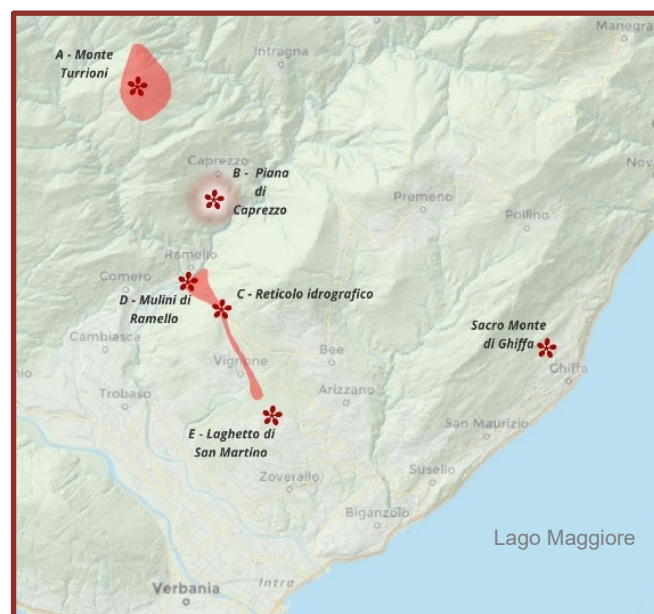 Manegra
A - Monte
Turrioni
Intragna
Caprezzo
B - Piana
di
Caprezzo
Premeno
Pollino
Ramello
Comero
C - Reticolo idrografico
D - Mulini di
Ramello
Cambiasca
Sacro Monte
di Ghiffa
Vignone
Bee
Ghiffa
Trobaso
Arizzano
San Maurizio
E - Laghetto di
San Martino
Zoverallo
Susello
Biganzolo
Lago Maggiore
Verbania
Intra